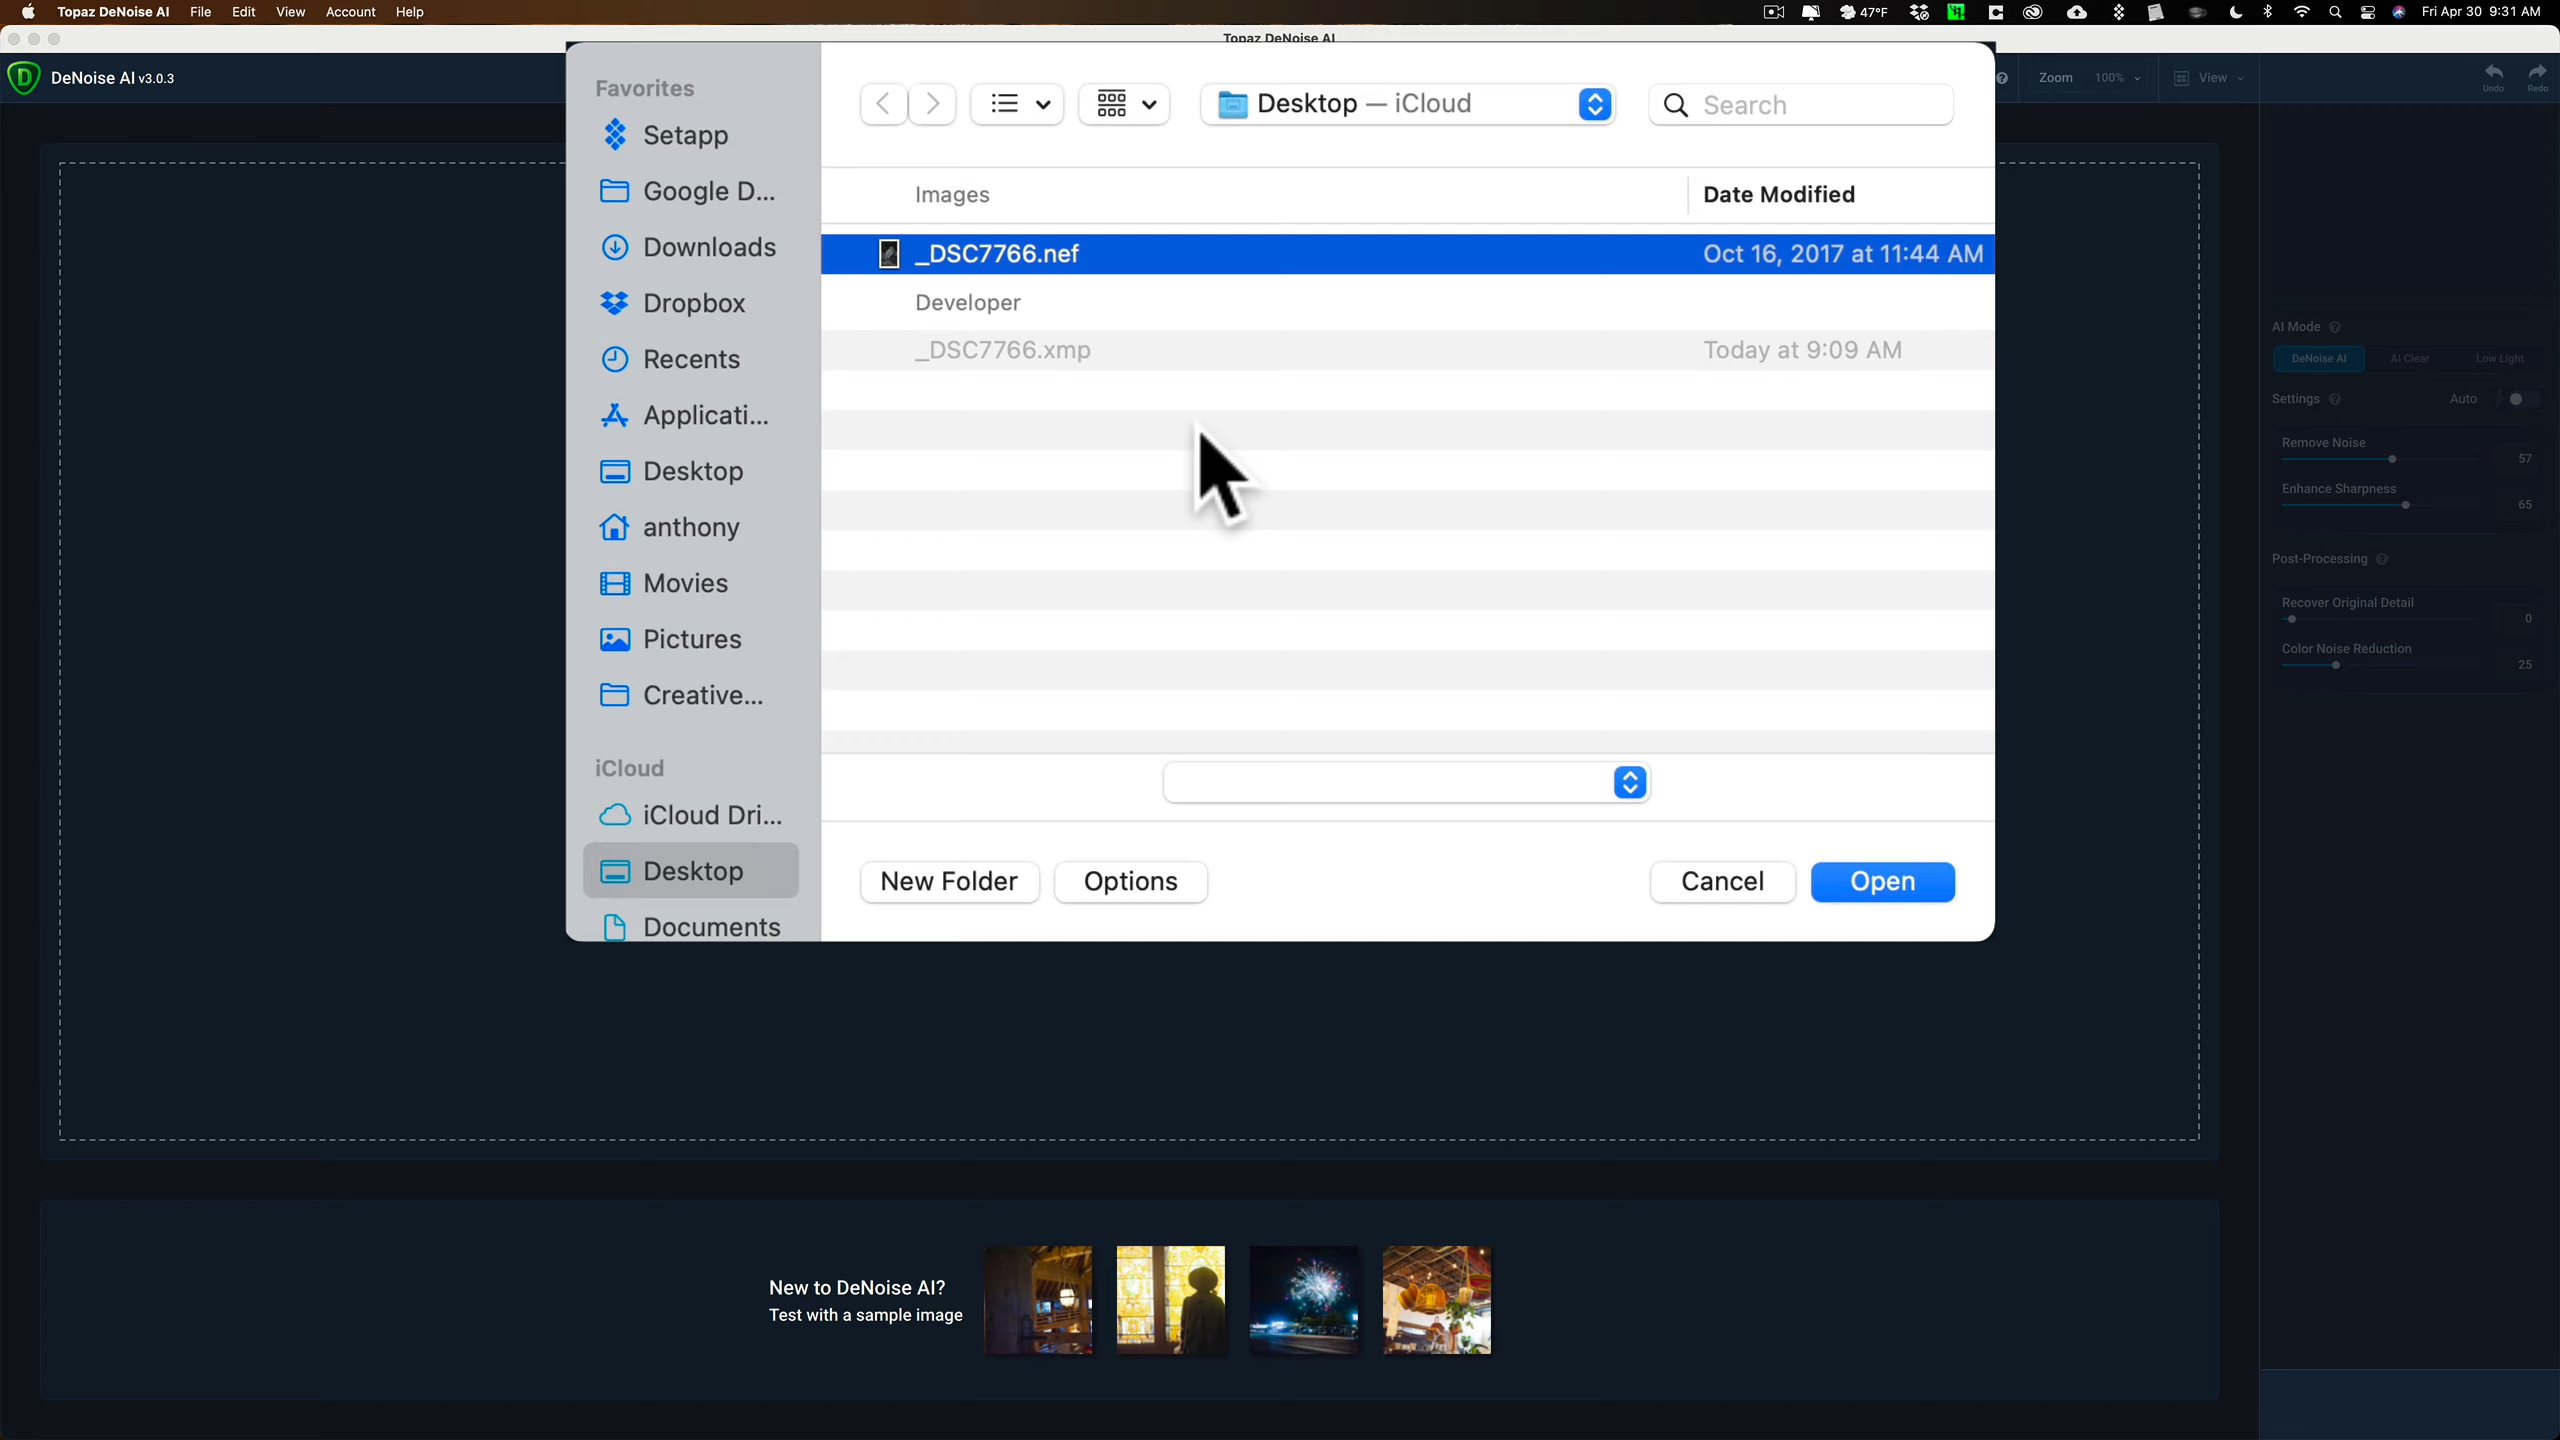 Topaz DeNoise AI File Edit View Account Help
47°F
Fri Apr 30 9:31 AM
Topaz DeNoise AI
DeNoise AI v3.0.3
Zoom 100% View
Undo
Redo
Favorites
Setapp
Google D...
Downloads
Dropbox
Recents
Applicati...
Desktop
anthony
Movies
Pictures
Creative...
iCloud
iCloud Dri...
Desktop
Documents
Desktop — iCloud
Search
Images
Date Modified
_DSC7766.nef
Oct 16, 2017 at 11:44 AM
Developer
_DSC7766.xmp
Today at 9:09 AM
New Folder
Options
Cancel
Open
AI Mode
DeNoise AI AI Clear Low Light
Settings
Auto
Remove Noise
57
Enhance Sharpness
65
Post-Processing
Recover Original Detail
0
Color Noise Reduction
25
New to DeNoise AI?
Test with a sample image